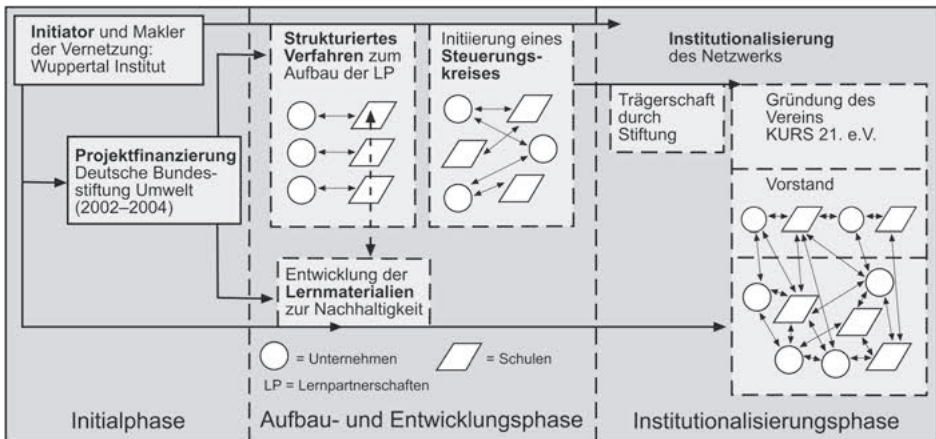 Initiator und Makler
der Vernetzung:
Wuppertal Institut
Projektfinanzierung
Deutsche Bundes-
stiftung Umwelt
(2002–2004)
Strukturiertes
Verfahren zum
Aufbau der LP
Initiierung eines
Steuerungs-
kreises
Institutionalisierung
des Netzwerks
Trägerschaft
durch
Stiftung
Gründung des
Vereins
KURS 21. e.V.
Vorstand
Entwicklung der
Lernmaterialien
zur Nachhaltigkeit
= Unternehmen
= Schulen
LP = Lernpartnerschaften
Initialphase
Aufbau- und Entwicklungsphase
Institutionalisierungsphase